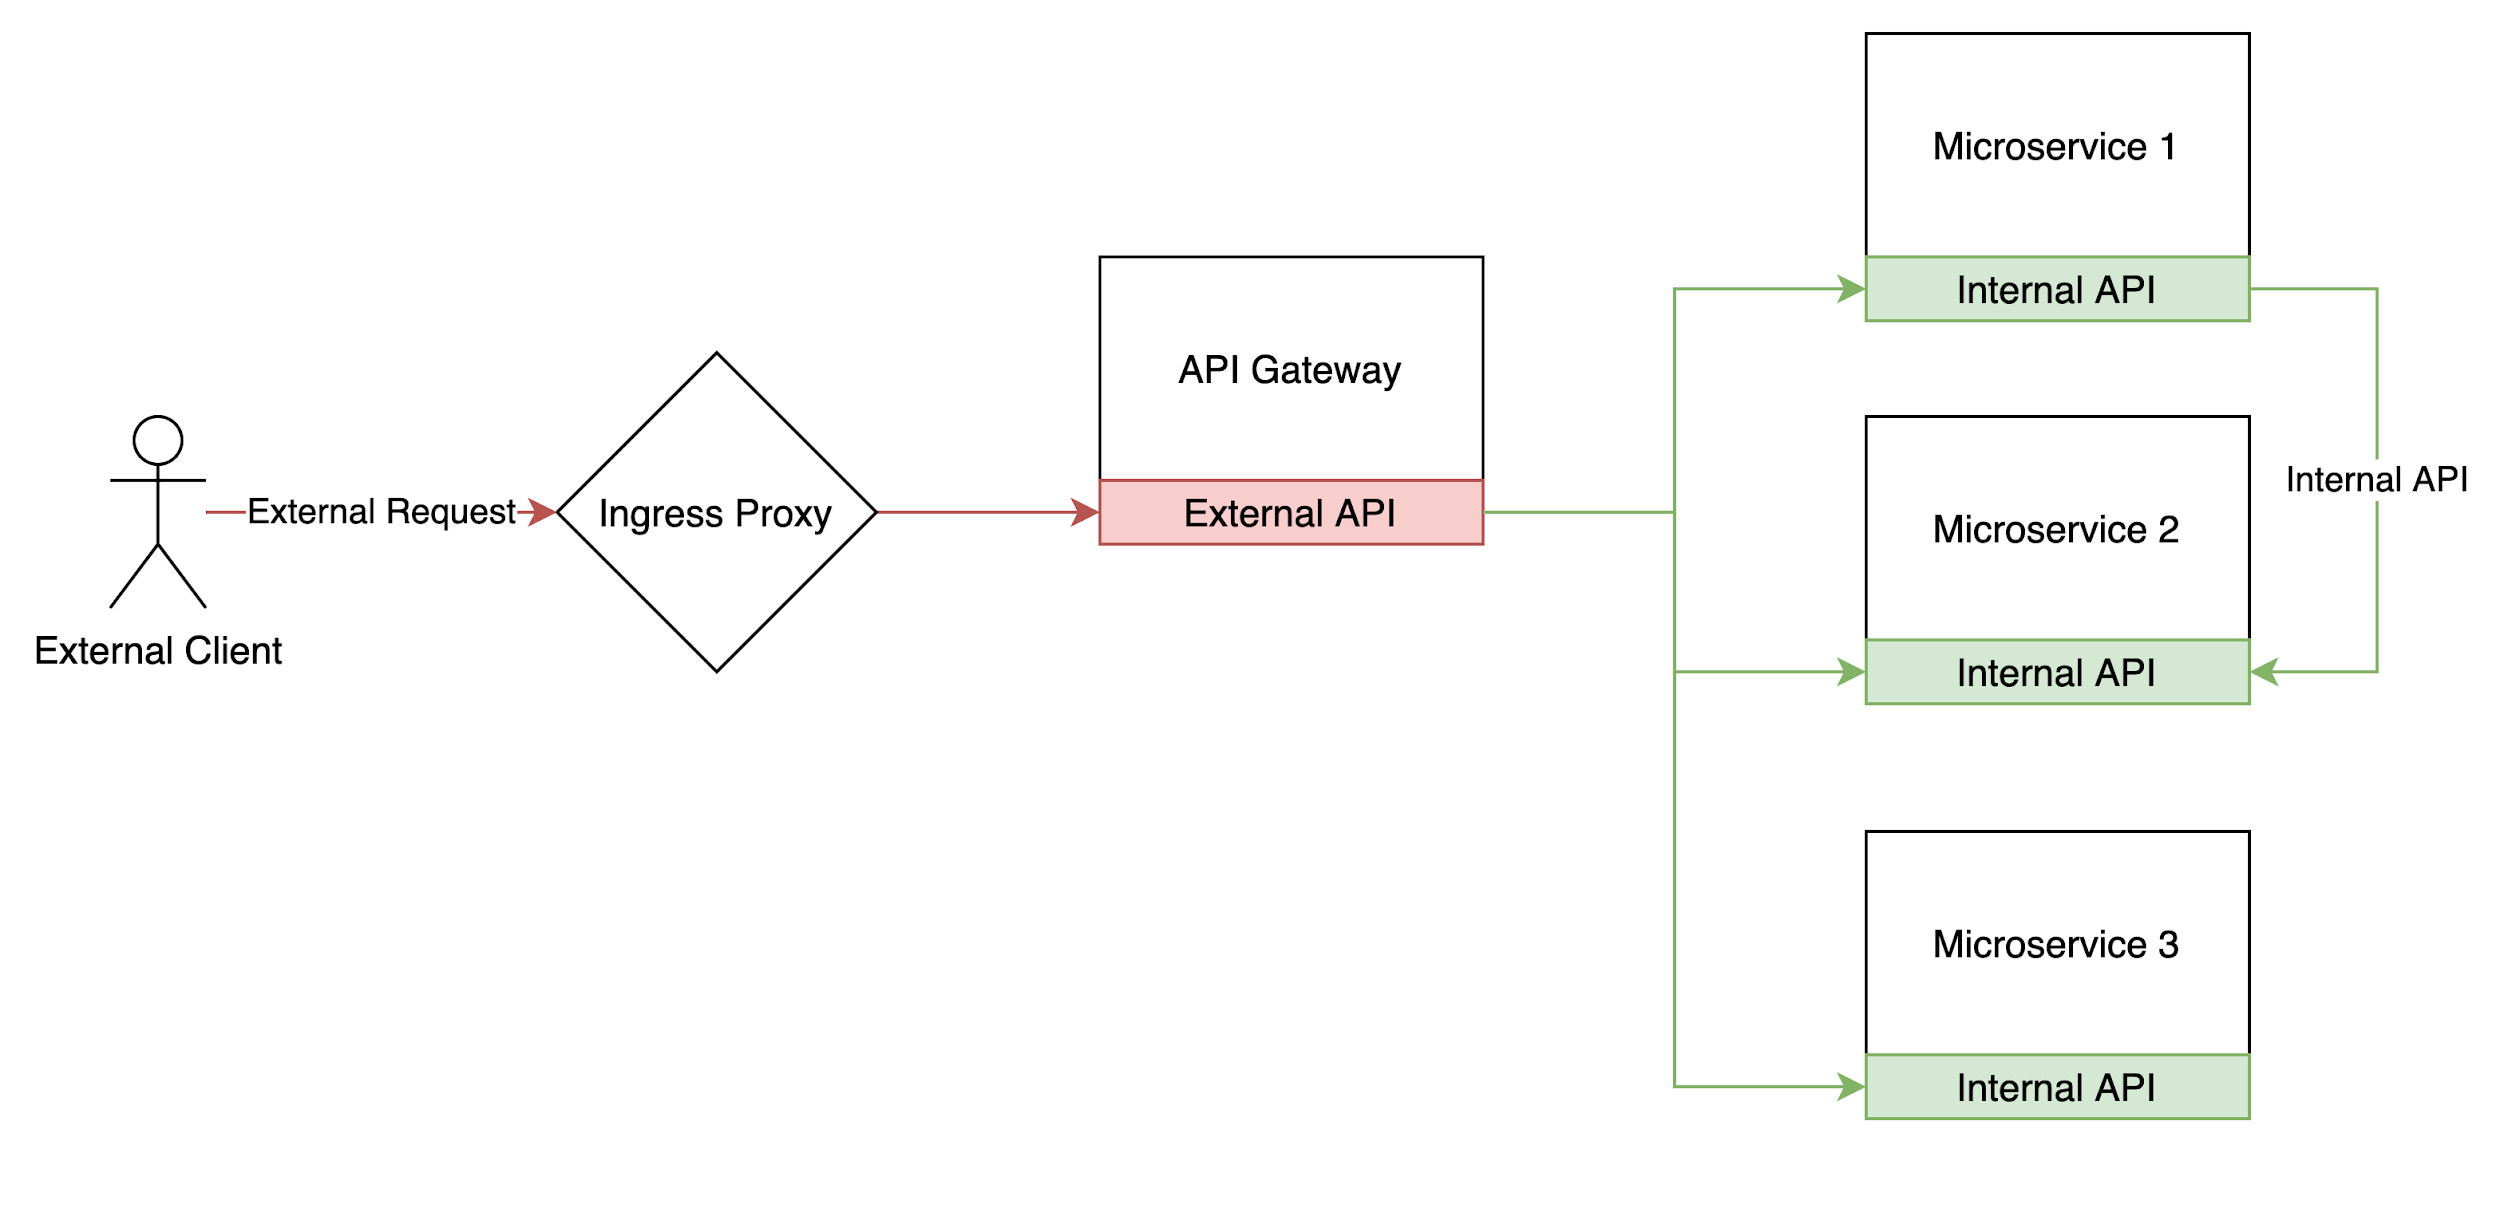 External Client
External Request
Ingress Proxy
API Gateway
External API
Microservice 1
Internal API
Microservice 2
Internal API
Internal API
Microservice 3
Internal API